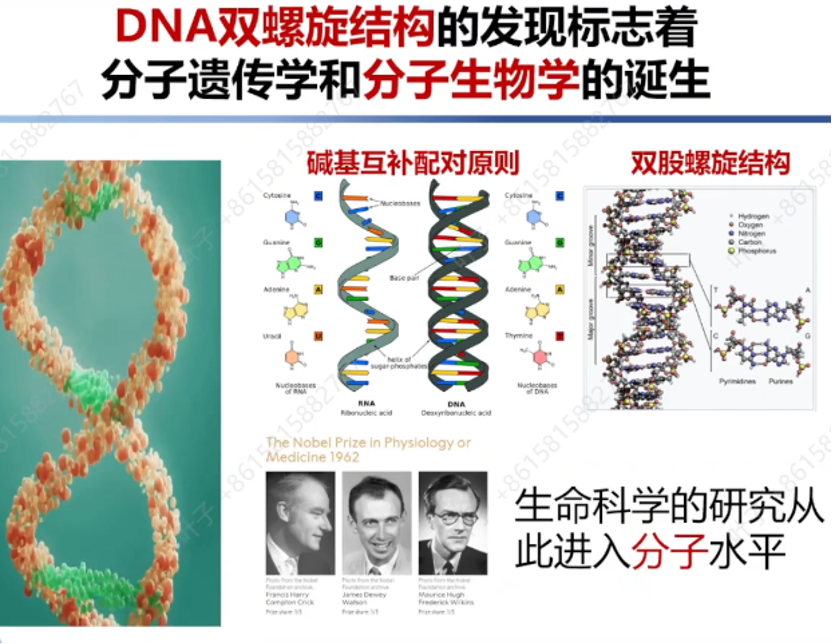 DNA双螺旋结构的发现标志着
分子遗传学和分子生物学的诞生
碱基互补配对原则
双股螺旋结构
Cytosine
C
Nucleobases
Guanine
G
Base pair
Adenine
A
Uracil
U
helix of
sugar-phosphates
Nucleobases
of RNA
RNA
Ribonucleic acid
DNA
Deoxyribonucleic acid
Cytosine
C
Guanine
G
Adenine
A
Thymine
Nucleobases
of DNA
Minor groove
Major groove
Hydrogen
Oxygen
Nitrogen
Carbon
Phosphorus
T
A
C
G
Pyrimidines
Purines
The Nobel Prize in Physiology or
Medicine 1962
Photo from the Nobel
Foundation archive.
Francis Harry
Compton Crick
Prize share: 1/3
Photo from the Nobel
Foundation archive.
James Dewey
Watson
Prize share: 1/3
Photo from the Nobel
Foundation archive.
Maurice Hugh
Frederick Wilkins
Prize share: 1/3
生命科学的研究从
此进入分子水平
+8615815882767